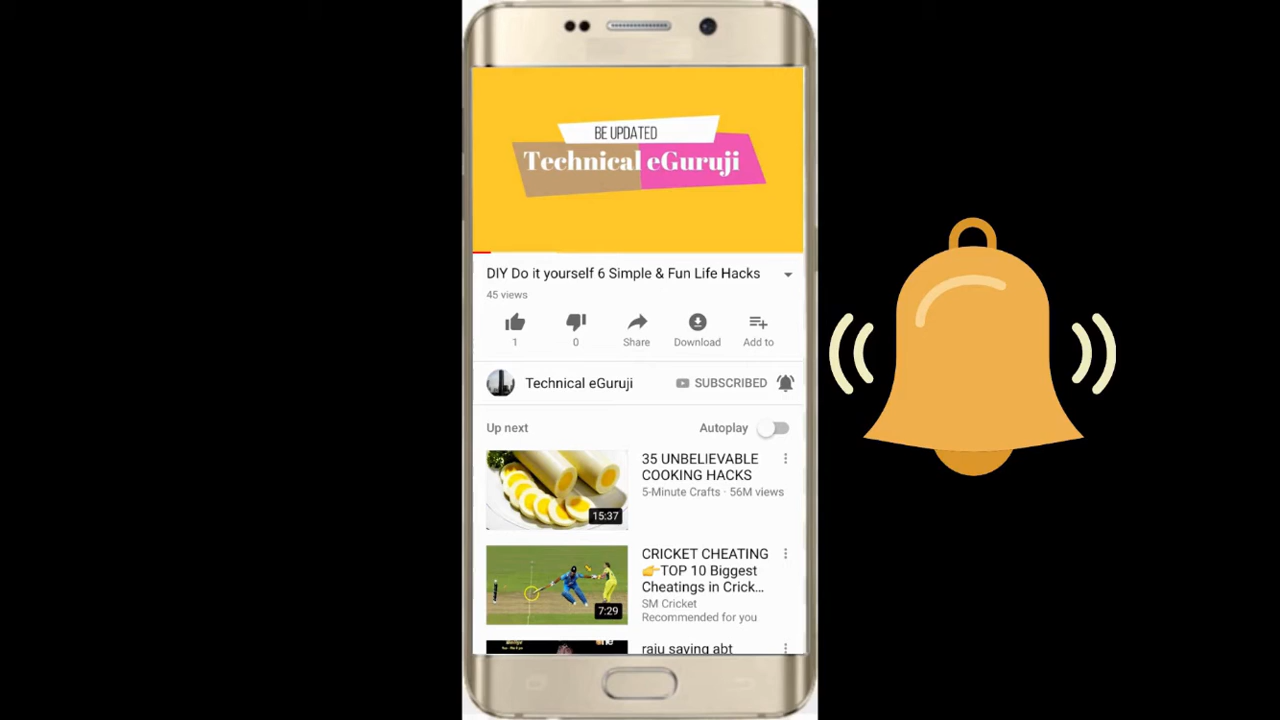 BE UPDATED
Technical eGuruji
DIY Do it yourself 6 Simple & Fun Life Hacks
45 views
1
0
Share
Download
Add to
Technical eGuruji
SUBSCRIBED
Up next
Autoplay
35 UNBELIEVABLE
COOKING HACKS
5-Minute Crafts · 56M views
15:37
CRICKET CHEATING
👉TOP 10 Biggest
Cheatings in Crick...
SM Cricket
Recommended for you
7:29
raju saying abt